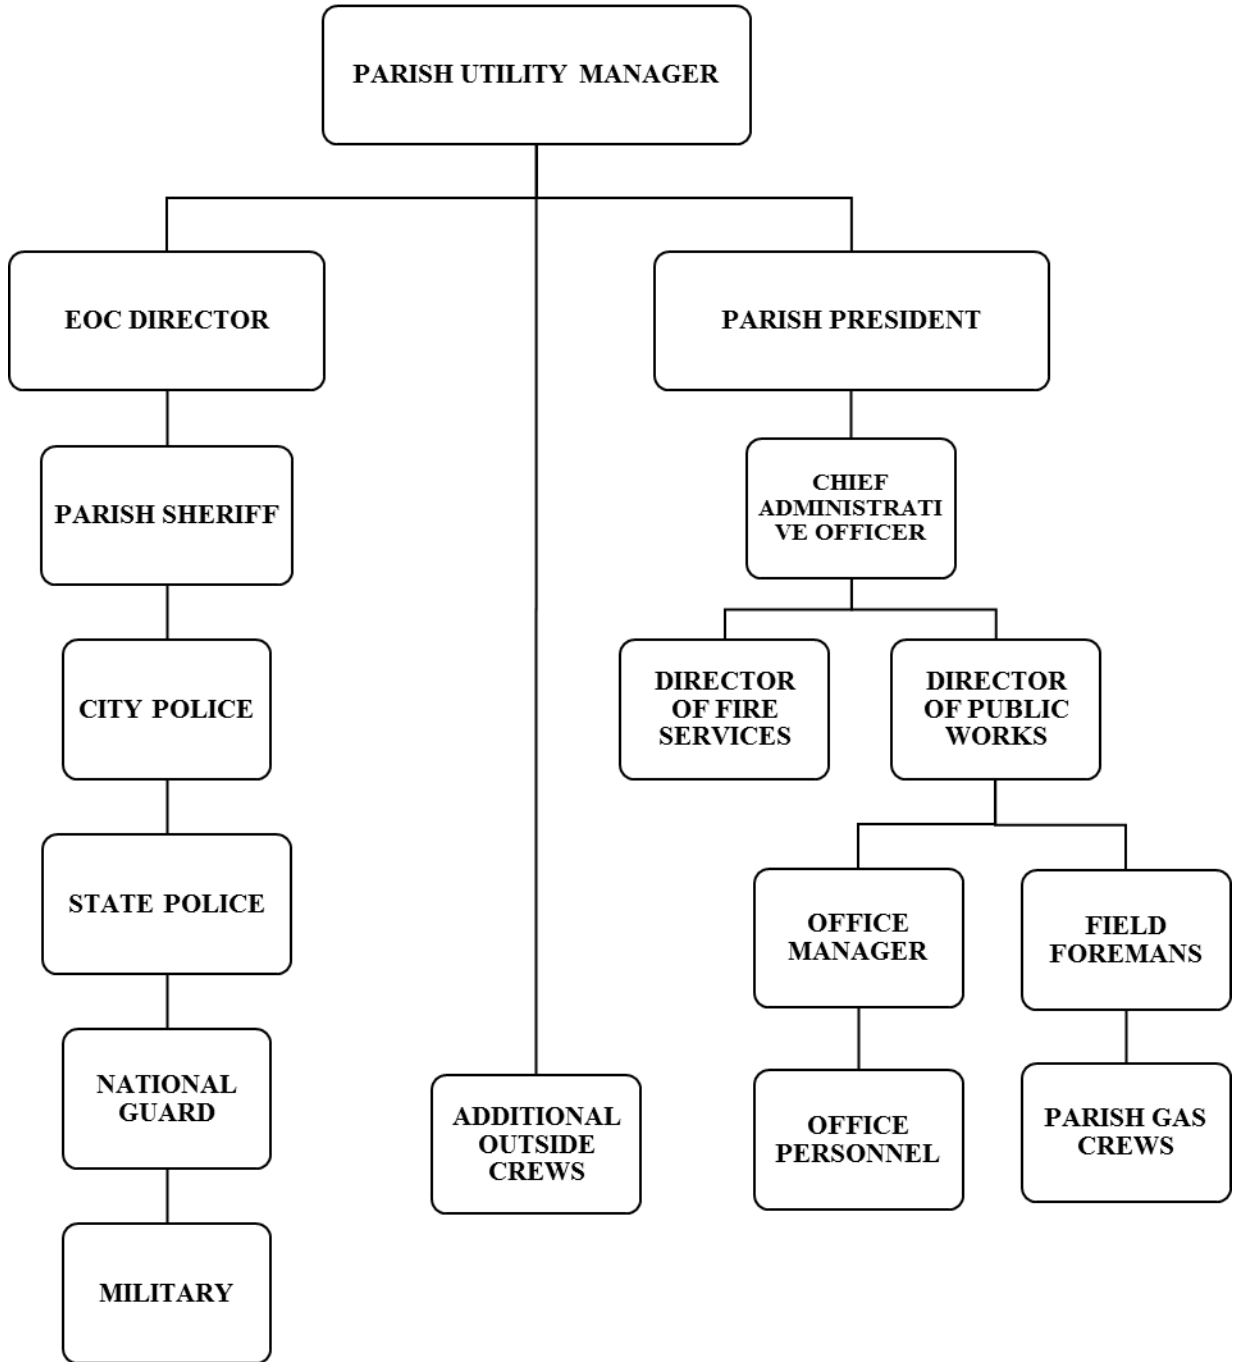 PARISH UTILITY MANAGER
EOC DIRECTOR
PARISH PRESIDENT
PARISH SHERIFF
CHIEF
ADMINISTRATI
VE OFFICER
CITY POLICE
DIRECTOR
OF FIRE
SERVICES
DIRECTOR
OF PUBLIC
WORKS
STATE POLICE
OFFICE
MANAGER
FIELD
FOREMANS
NATIONAL
GUARD
ADDITIONAL
OUTSIDE
CREWS
OFFICE
PERSONNEL
PARISH GAS
CREWS
MILITARY